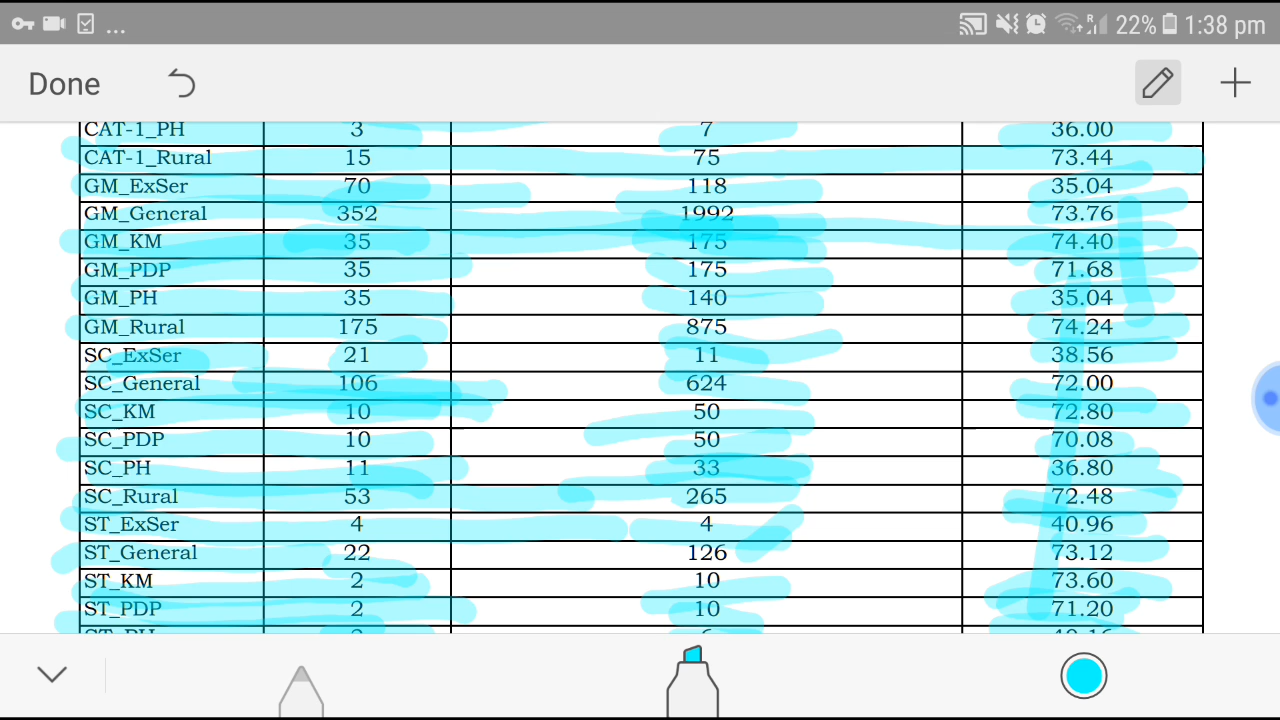 ... 22% 1:38 pm
Done
CAT-1_PH 3 7 36.00
CAT-1_Rural 15 75 73.44
GM_ExSer 70 118 35.04
GM_General 352 1992 73.76
GM_KM 35 175 74.40
GM_PDP 35 175 71.68
GM_PH 35 140 35.04
GM_Rural 175 875 74.24
SC_ExSer 21 11 38.56
SC_General 106 624 72.00
SC_KM 10 50 72.80
SC_PDP 10 50 70.08
SC_PH 11 33 36.80
SC_Rural 53 265 72.48
ST_ExSer 4 4 40.96
ST_General 22 126 73.12
ST_KM 2 10 73.60
ST_PDP 2 10 71.20